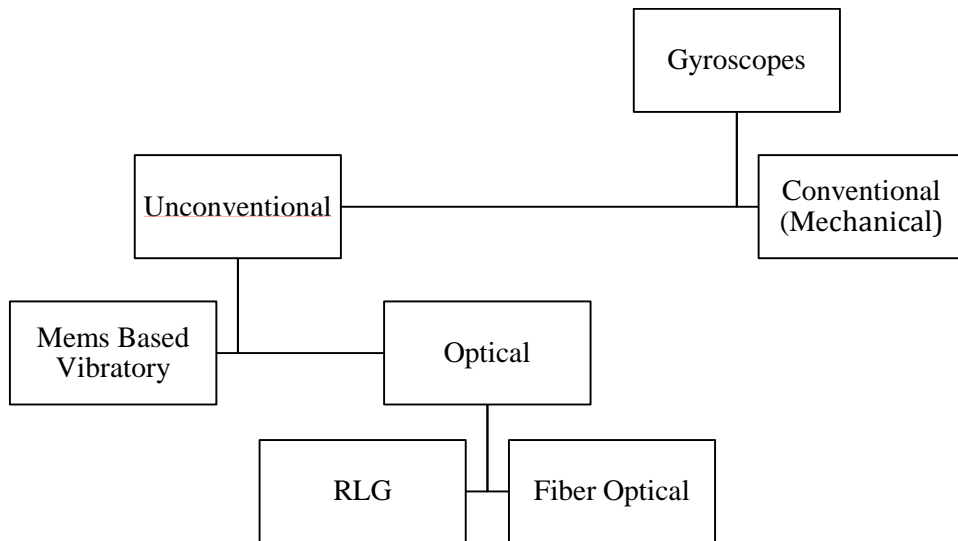 Gyroscopes
Unconventional
Conventional
(Mechanical)
Mems Based
Vibratory
Optical
RLG
Fiber Optical